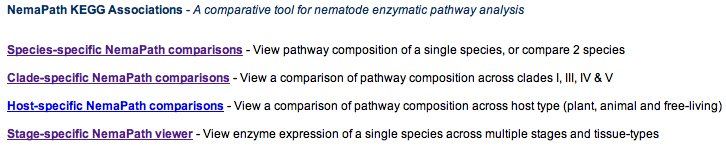 NemaPath KEGG Associations - A comparative tool for nematode enzymatic pathway analysis
Species-specific NemaPath comparisons - View pathway composition of a single species, or compare 2 species
Clade-specific NemaPath comparisons - View a comparison of pathway composition across clades I, III, IV & V
Host-specific NemaPath comparisons - View a comparison of pathway composition across host type (plant, animal and free-living)
Stage-specific NemaPath viewer - View enzyme expression of a single species across multiple stages and tissue-types